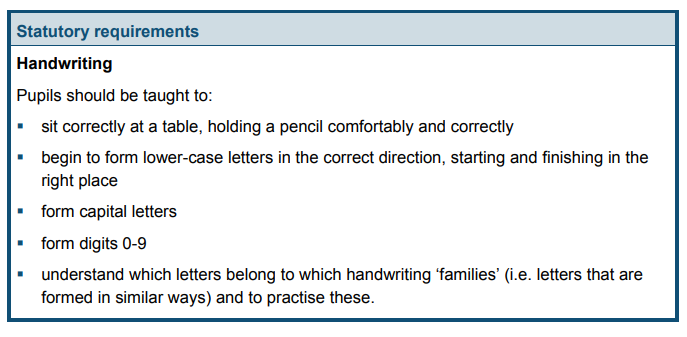 Statutory requirements
Handwriting
Pupils should be taught to:
▪ sit correctly at a table, holding a pencil comfortably and correctly
▪ begin to form lower-case letters in the correct direction, starting and finishing in the
right place
▪ form capital letters
▪ form digits 0-9
▪ understand which letters belong to which handwriting ‘families’ (i.e. letters that are
formed in similar ways) and to practise these.